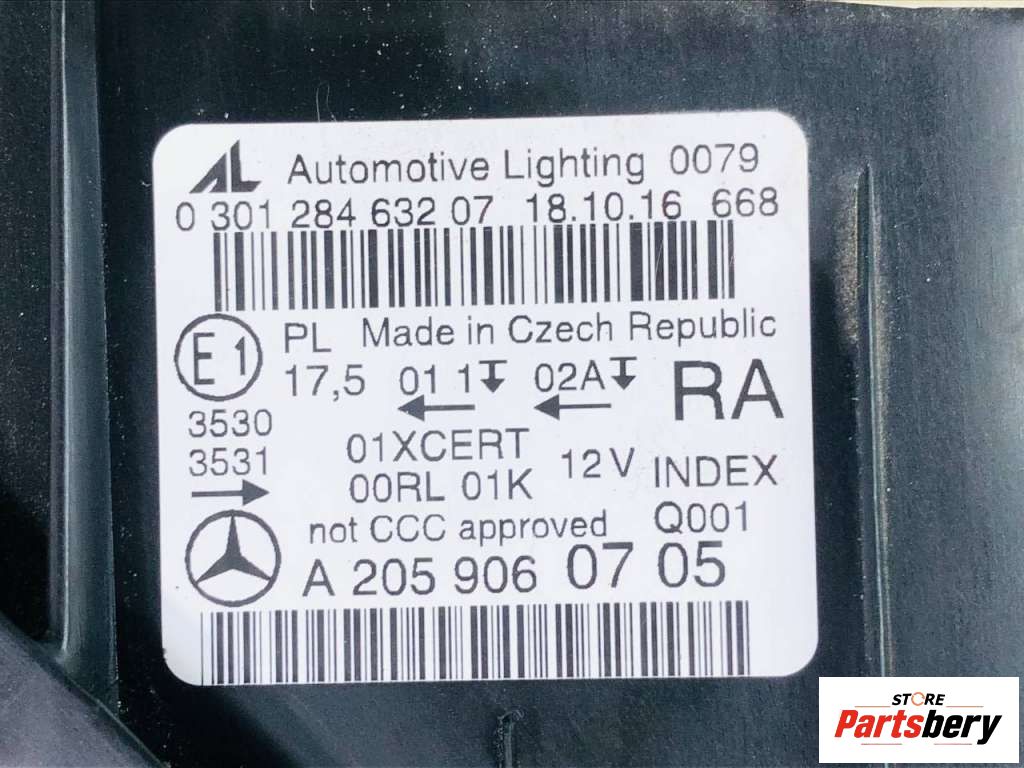 AL Automotive Lighting 0079
0 301 284 632 07 18.10.16 668
E1 PL Made in Czech Republic
17,5 01 1 02A RA
3530
3531
01XCERT
00RL 01K 12V INDEX
not CCC approved Q001
A 205 906 07 05
STORE
Partsbery